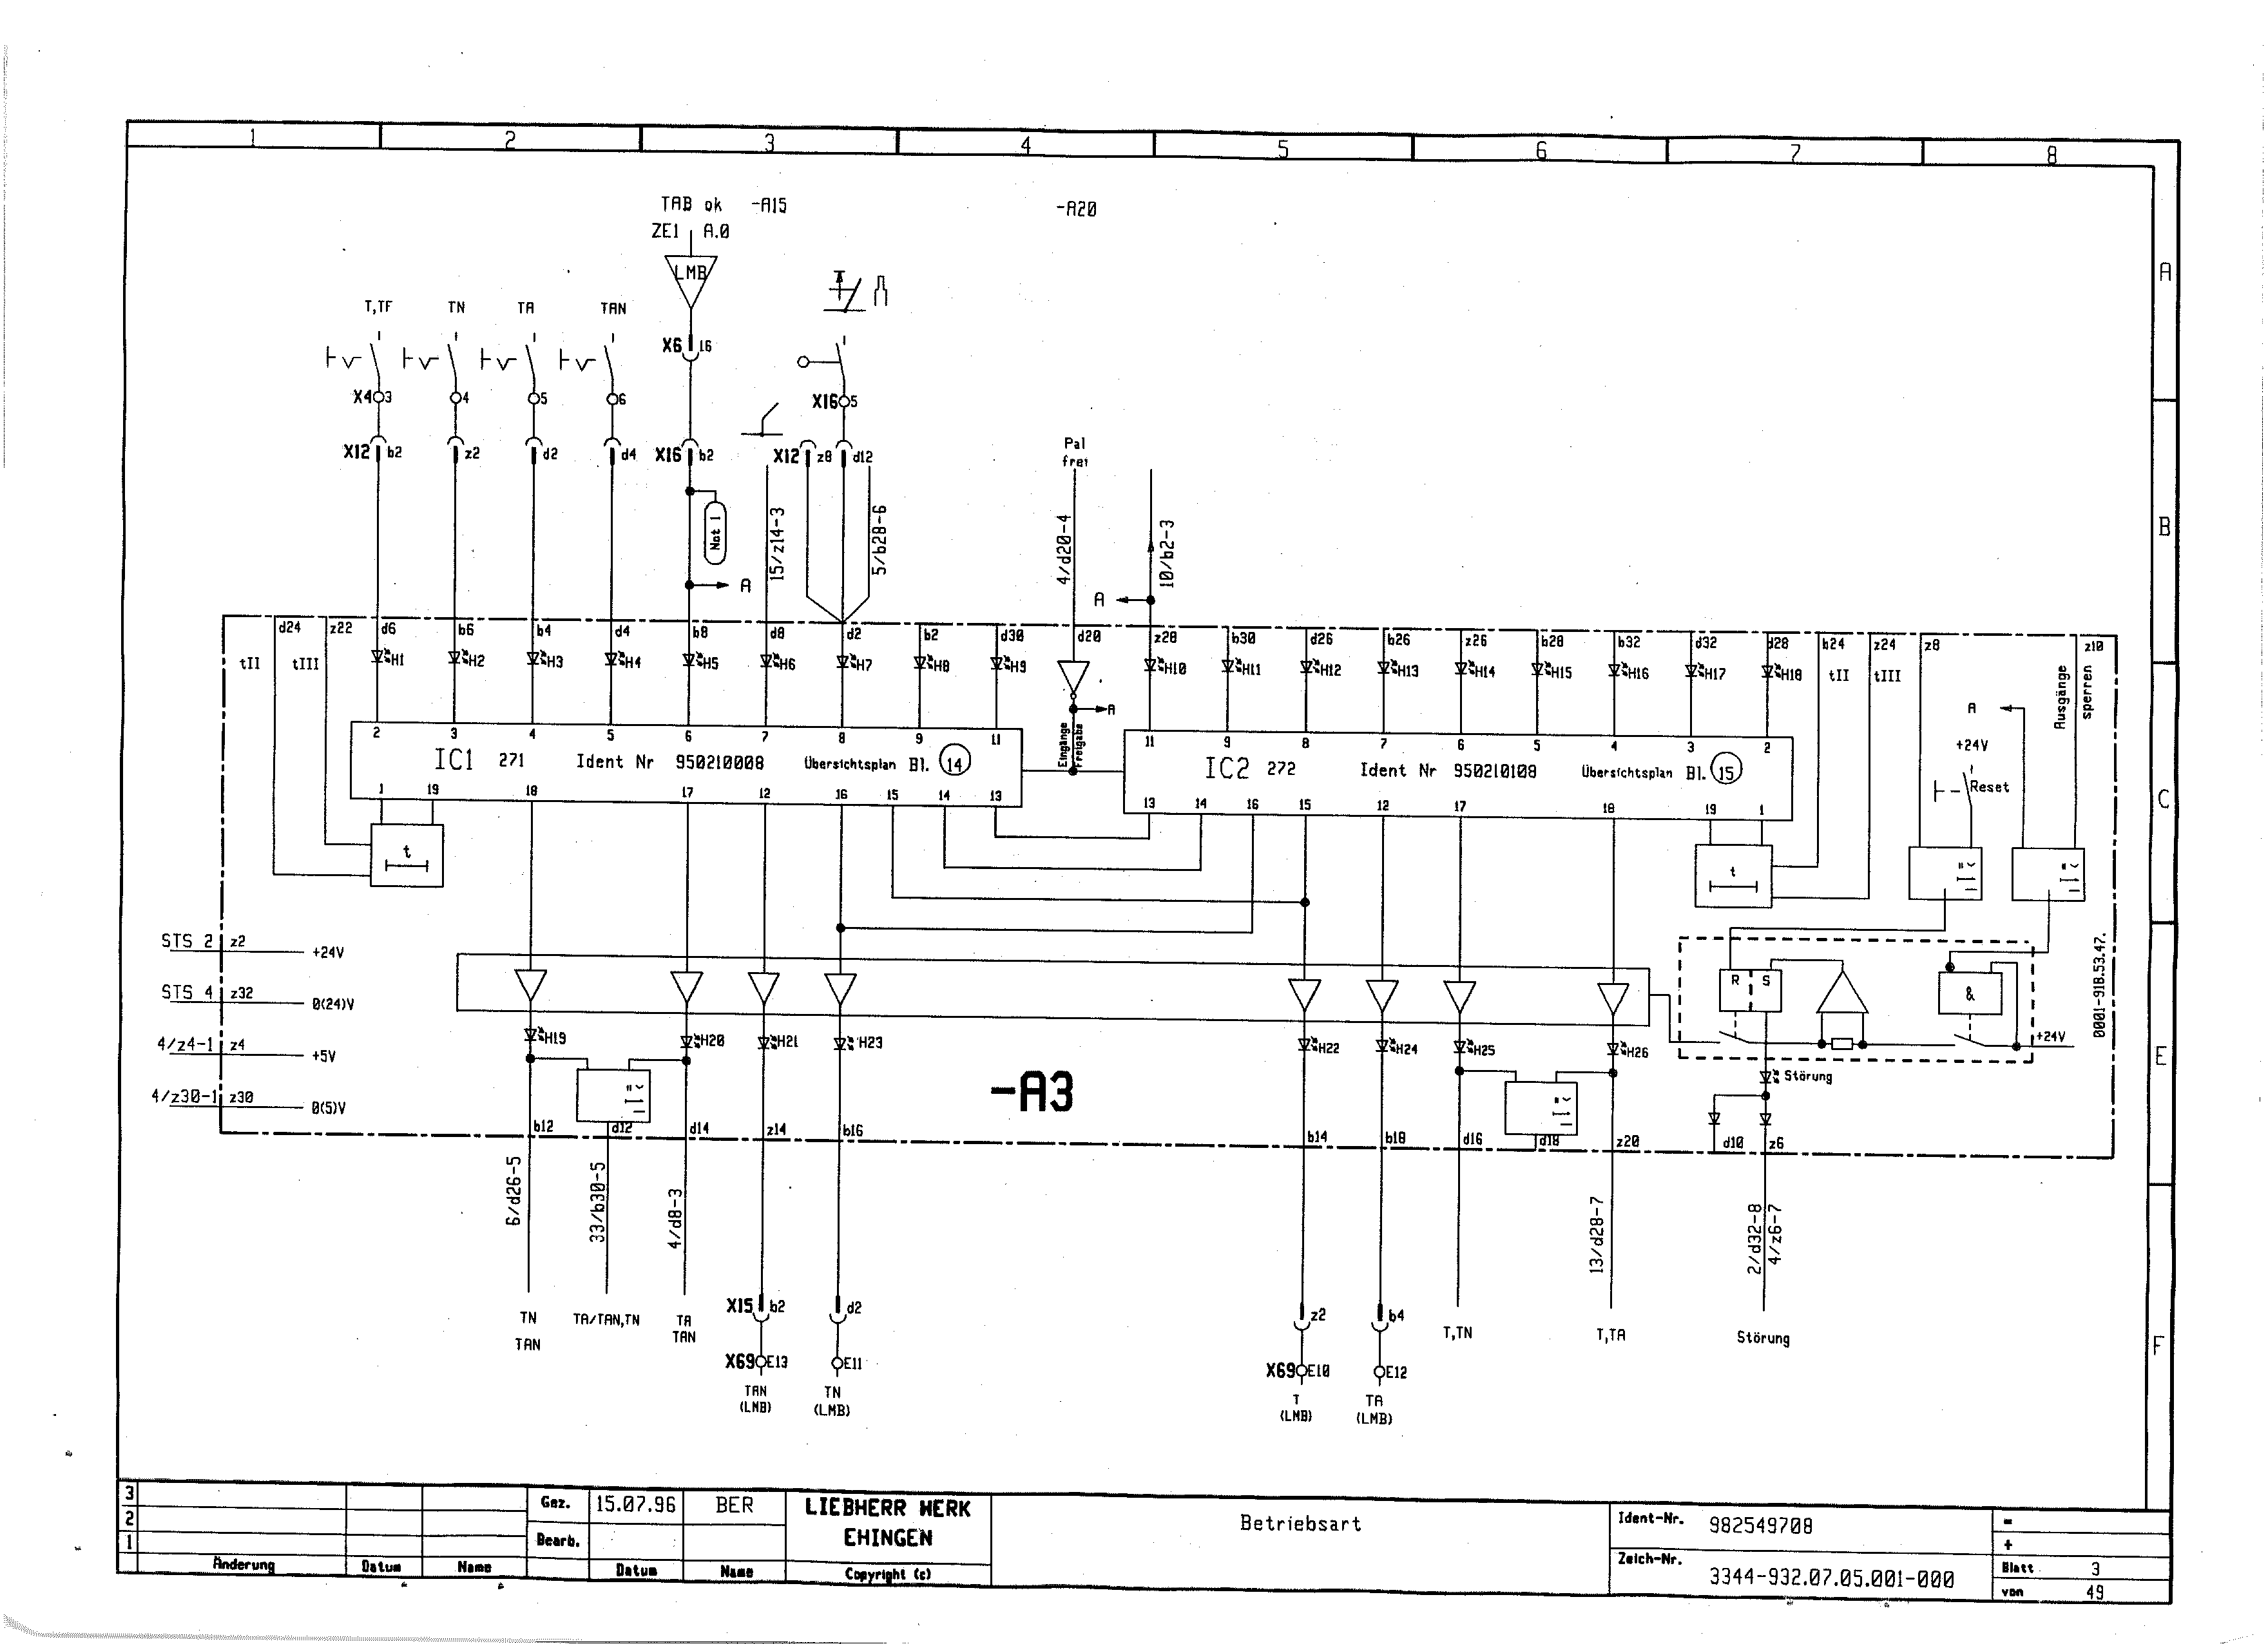 1 2 3 4 5 6 7 8
TAB ok -A15 -A20
ZE1 A.0
LMB
A
T,TF TN TA TAN
X6 16
X4 3 4 5 6 X16 5
X12 b2 z2 d2 d4 X16 b2 X12 z8 d12
Pal
frei
Not 1
15/z14-3
5/b28-6
4/d20-4
10/b2-3
B
A
A
d24 z22 d6 b6 b4 d4 b8 d8 d2 b2 d30 d20 z28 b30 d26 b26 z26 b28 b32 d32 d28 b24 z24 z8 z10
tII tIII H1 H2 H3 H4 H5 H6 H7 H8 H9 H10 H11 H12 H13 H14 H15 H16 H17 H18 tII tIII
Ausgänge
sperren
A
A
Eingänge
Freigabe
2 3 4 5 6 7 8 9 11 11 9 8 7 6 5 4 3 2
IC1 271 Ident Nr 950210008 Übersichtsplan Bl. 14
IC2 272 Ident Nr 950210108 Übersichtsplan Bl. 15
+24V
Reset
C
1 19 18 17 12 16 15 14 13 13 14 16 15 12 17 18 19 1
t t
STS 2 z2 +24V
STS 4 z32 0(24)V
4/z4-1 z4 +5V
4/z30-1 z30 0(5)V
R S &
+24V
0001-918.53.47.
H19 H20 H21 H23 H22 H24 H25 H26
Störung
E
-A3
b12 d12 d14 z14 b16 b14 b18 d16 d18 z20 d10 z6
6/d26-5
33/b30-5
4/d8-3
13/d28-7
2/d32-8
4/z6-7
X15 b2 d2 z2 b4
TN TA/TAN,TN TA T,TN T,TA Störung
TAN TAN
F
X69 E13 E11 X69 E10 E12
TAN TN T TA
(LMB) (LMB) (LMB) (LMB)
3
2
1
Änderung Datum Name
Gez. 15.07.96 BER
Bearb.
Datum Name
LIEBHERR WERK
EHINGEN
Copyright (c)
Betriebsart
Ident-Nr. 982549708
Zeich-Nr. 3344-932.07.05.001-000
=
+
Blatt 3
von 49